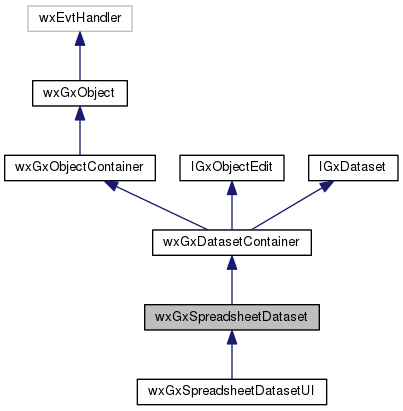 wxEvtHandler
wxGxObject
wxGxObjectContainer
IGxObjectEdit
IGxDataset
wxGxDatasetContainer
wxGxSpreadsheetDataset
wxGxSpreadsheetDatasetUI